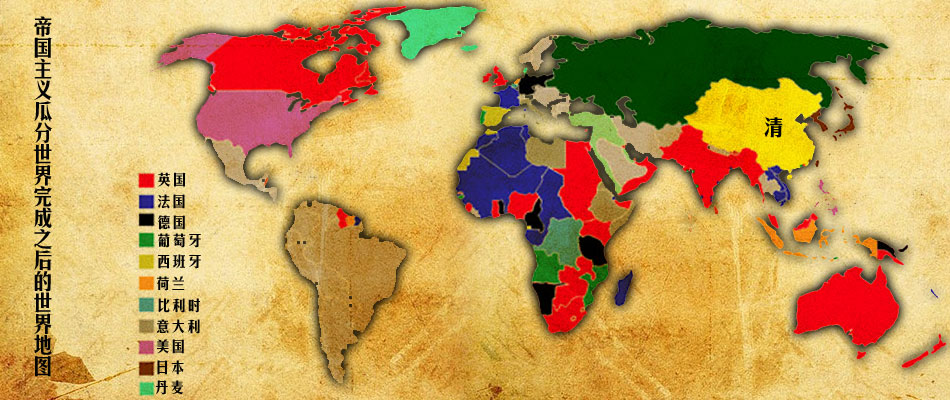 帝国主义瓜分世界完成之后的世界地图
清
英国
法国
德国
葡萄牙
西班牙
荷兰
比利时
意大利
美国
日本
丹麦